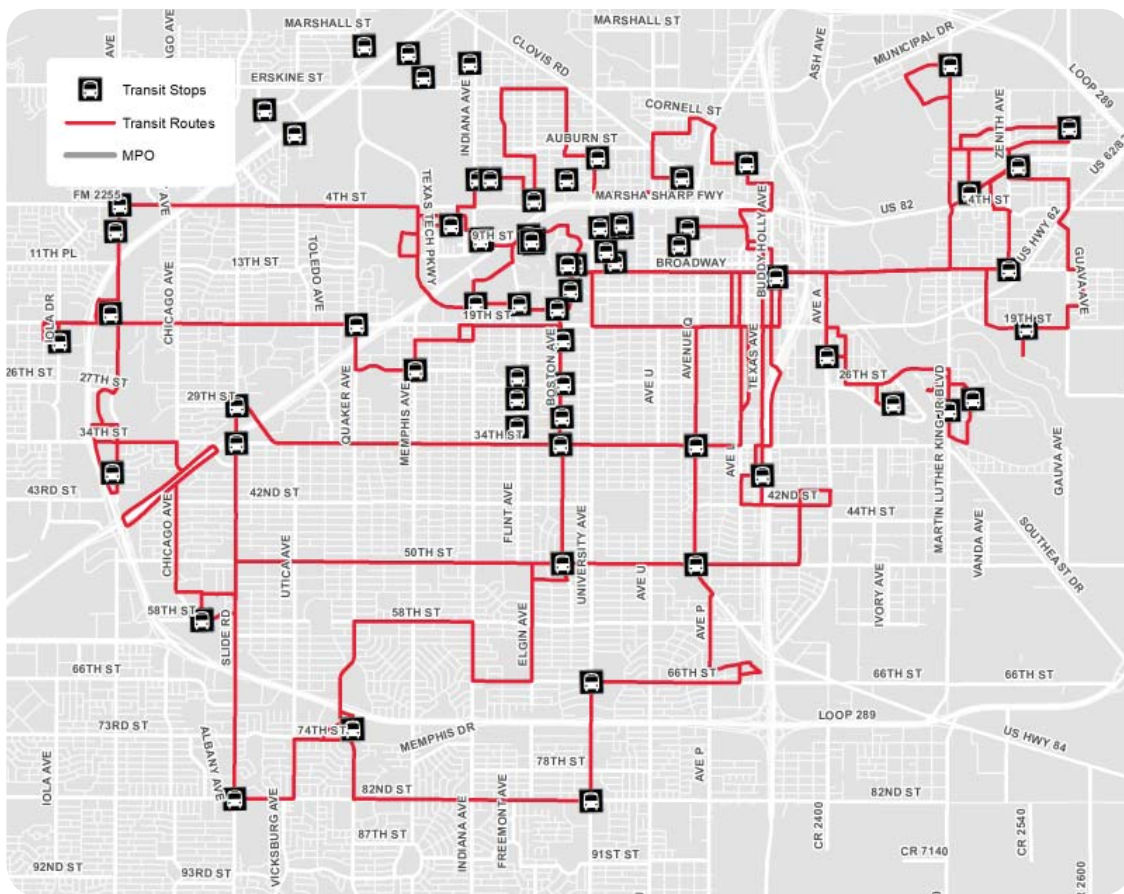 MARSHALL ST
MARSHALL ST
CHICAGO AVE
AVE
CLOVIS RD
ASH AVE
MUNICIPAL DR
LOOP 289
ERSKINE ST
INDIANA AVE
CORNELL ST
ZENITH AVE
US 62/8
Transit Stops
Transit Routes
MPO
AUBURN ST
FM 2255
AVE
4TH ST
TEXAS TECH PKWY
MARSHA SHARP FWY
US 82
4TH ST
US HWY 62
11TH PL
13TH ST
TOLEDO AVE
9TH ST
BROADWAY
BUDDY HOLLY AVE
GUAVA AVE
IOLA DR
CHICAGO AVE
19TH ST
AVENUE Q
TEXAS AVE
AVE A
19TH ST
26TH ST
27TH ST
QUAKER AVE
MEMPHIS AVE
BOSTON AVE
AVE U
26TH ST
MARTIN LUTHER KING JR BLVD
29TH ST
34TH ST
34TH ST
AVE L
GAUVA AVE
43RD ST
42ND ST
FLINT AVE
42ND ST
44TH ST
CHICAGO AVE
UTICA AVE
50TH ST
UNIVERSITY AVE
AVE U
VANDA AVE
SOUTHEAST DR
58TH ST
SLIDE RD
58TH ST
ELGIN AVE
AVE P
IVORY AVE
66TH ST
66TH ST
66TH ST
66TH ST
73RD ST
74TH ST
MEMPHIS DR
LOOP 289
US HWY 84
ALBANY AVE
78TH ST
AVE P
IOLA AVE
VICKSBURG AVE
82ND ST
INDIANA AVE
FREEMONT AVE
82ND ST
87TH ST
CR 2400
CR 2540
92ND ST
93RD ST
91ST ST
CR 7140
CR 2600